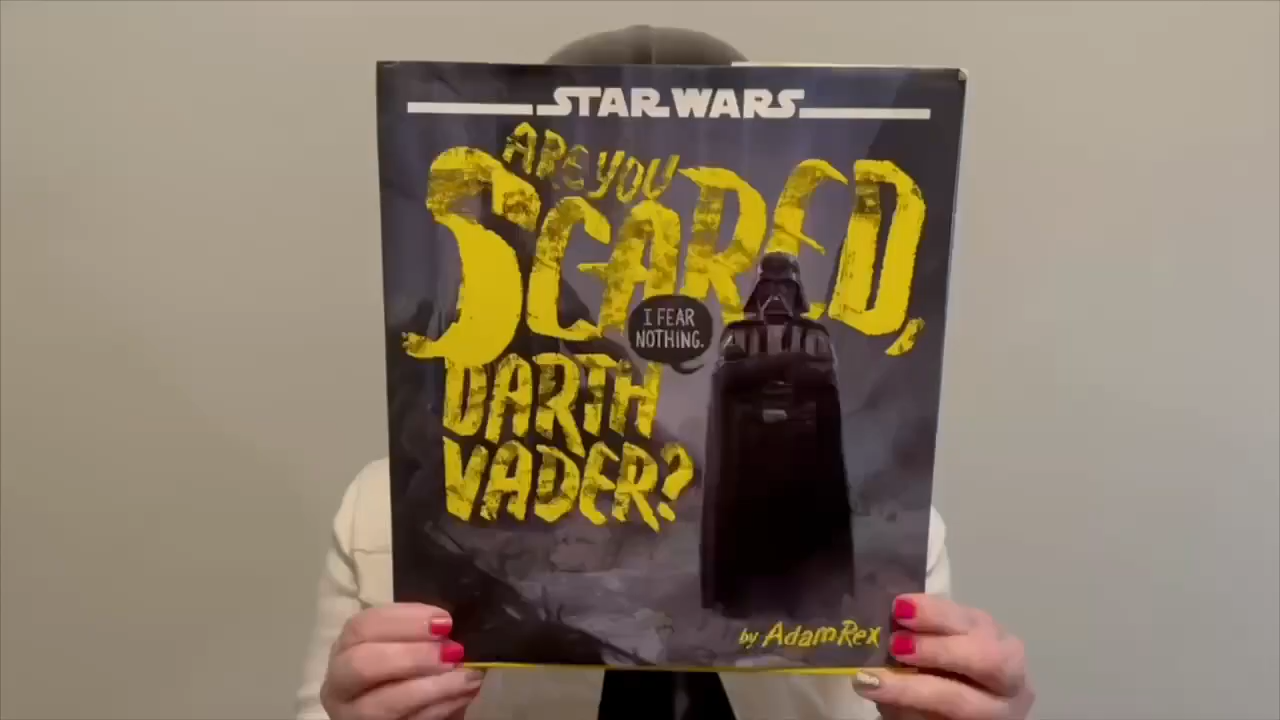 STAR WARS
ARE YOU
SCARED,
DARTH
VADER?
I FEAR
NOTHING.
by Adam Rex